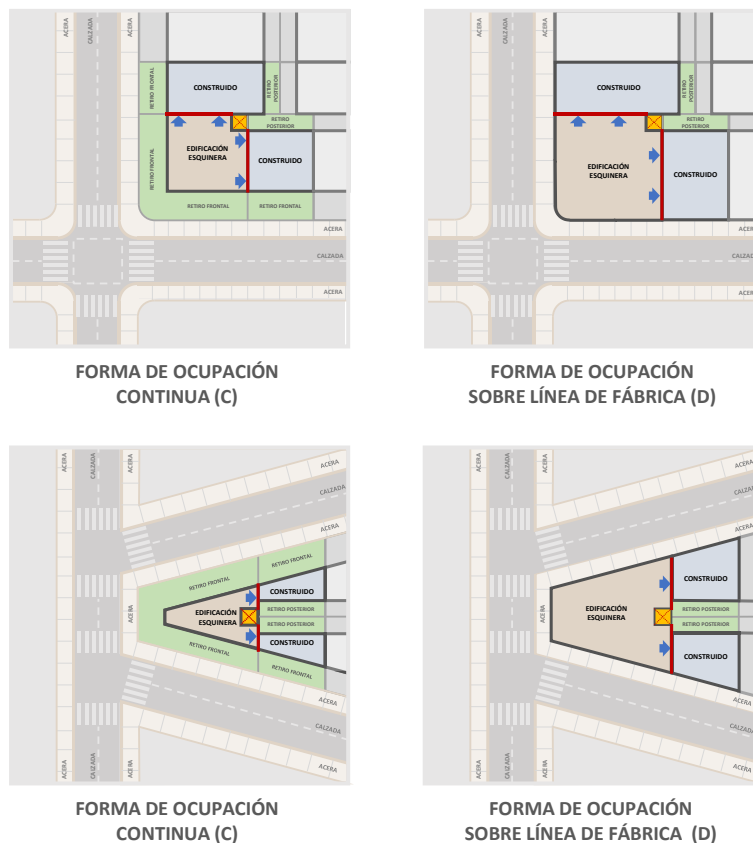 ACERA
CALZADA
ACERA
RETIRO FRONTAL
CONSTRUIDO
RETIRO
POSTERIOR
RETIRO
POSTERIOR
RETIRO FRONTAL
EDIFICACIÓN
ESQUINERA
CONSTRUIDO
RETIRO FRONTAL
RETIRO FRONTAL
ACERA
CALZADA
ACERA
FORMA DE OCUPACIÓN
CONTINUA (C)
ACERA
CALZADA
ACERA
CONSTRUIDO
RETIRO
POSTERIOR
RETIRO
POSTERIOR
EDIFICACIÓN
ESQUINERA
CONSTRUIDO
ACERA
CALZADA
ACERA
FORMA DE OCUPACIÓN
SOBRE LÍNEA DE FÁBRICA (D)
ACERA
CALZADA
ACERA
ACERA
CALZADA
ACERA
RETIRO FRONTAL
RETIRO FRONTAL
CONSTRUIDO
ACERA
EDIFICACIÓN
ESQUINERA
RETIRO POSTERIOR
RETIRO POSTERIOR
CONSTRUIDO
RETIRO FRONTAL
RETIRO FRONTAL
ACERA
CALZADA
ACERA
ACERA
CALZADA
ACERA
FORMA DE OCUPACIÓN
CONTINUA (C)
ACERA
CALZADA
ACERA
ACERA
CALZADA
ACERA
CONSTRUIDO
ACERA
EDIFICACIÓN
ESQUINERA
RETIRO POSTERIOR
RETIRO POSTERIOR
CONSTRUIDO
ACERA
CALZADA
ACERA
ACERA
CALZADA
ACERA
FORMA DE OCUPACIÓN
SOBRE LÍNEA DE FÁBRICA (D)